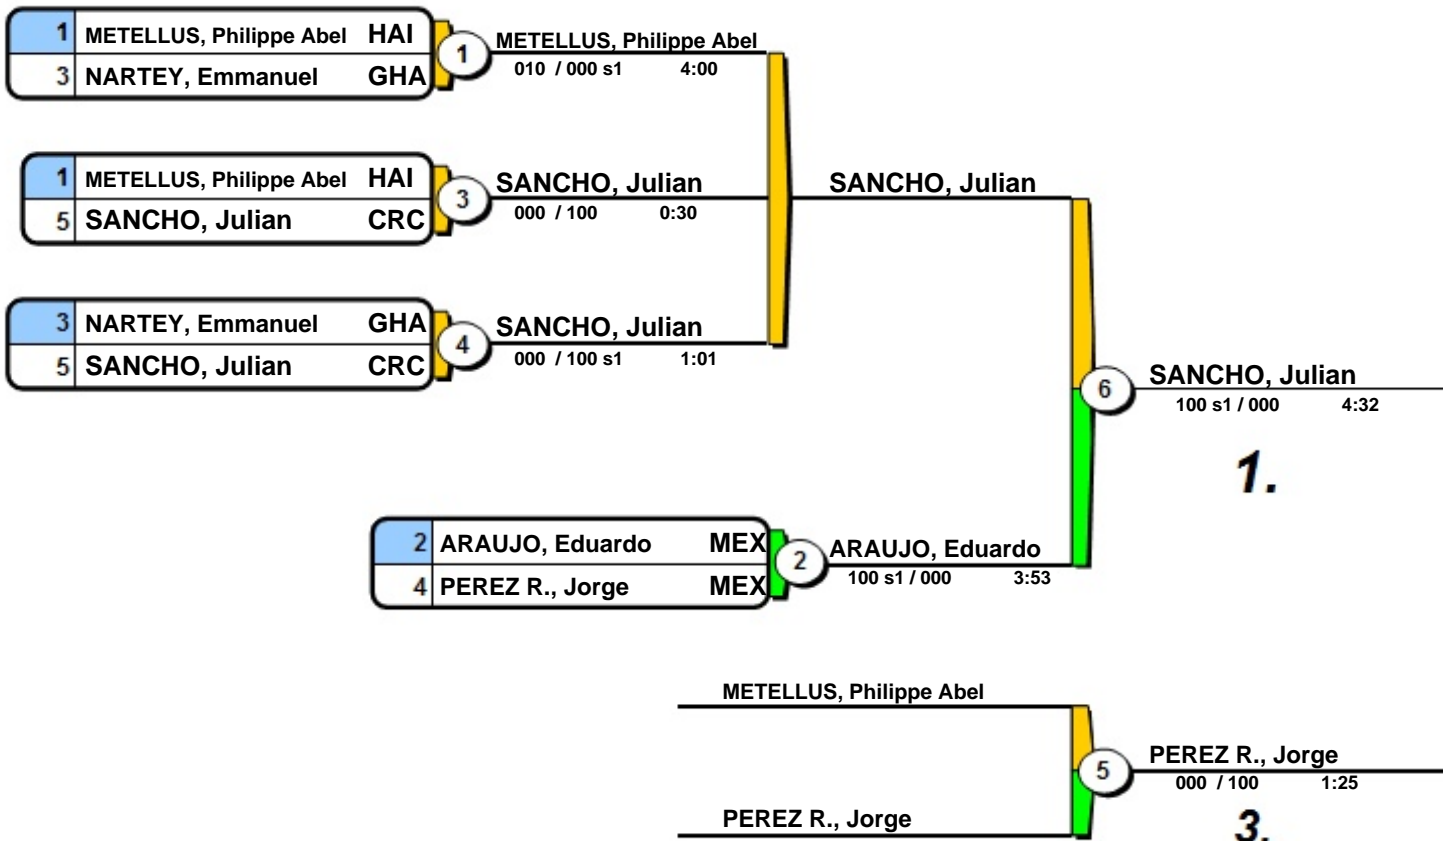 1 METELLUS, Philippe Abel HAI
3 NARTEY, Emmanuel GHA
1
METELLUS, Philippe Abel
010 / 000 s1 4:00
1 METELLUS, Philippe Abel HAI
5 SANCHO, Julian CRC
3
SANCHO, Julian
000 / 100 0:30
SANCHO, Julian
3 NARTEY, Emmanuel GHA
5 SANCHO, Julian CRC
4
SANCHO, Julian
000 / 100 s1 1:01
6
SANCHO, Julian
100 s1 / 000 4:32
1.
2 ARAUJO, Eduardo MEX
4 PEREZ R., Jorge MEX
2
ARAUJO, Eduardo
100 s1 / 000 3:53
METELLUS, Philippe Abel
PEREZ R., Jorge
5
PEREZ R., Jorge
000 / 100 1:25
3.